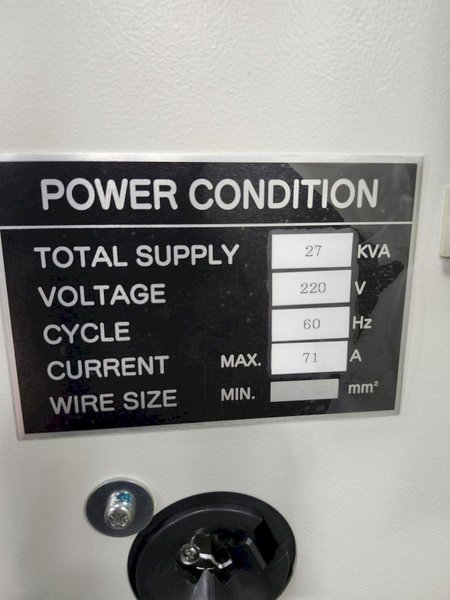 POWER CONDITION
TOTAL SUPPLY 27 KVA
VOLTAGE 220 V
CYCLE 60 Hz
CURRENT MAX. 71 A
WIRE SIZE MIN. mm²